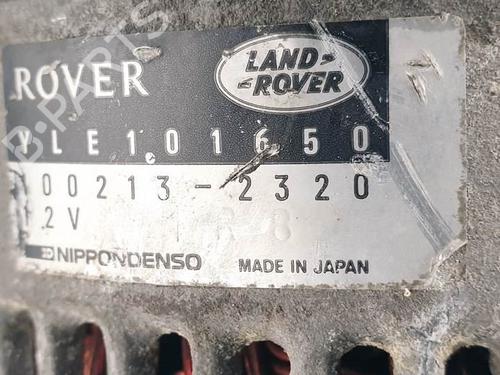 ROVER
LAND-
ROVER
YLE101650
100213-2320
12V
NIPPONDENSO
MADE IN JAPAN